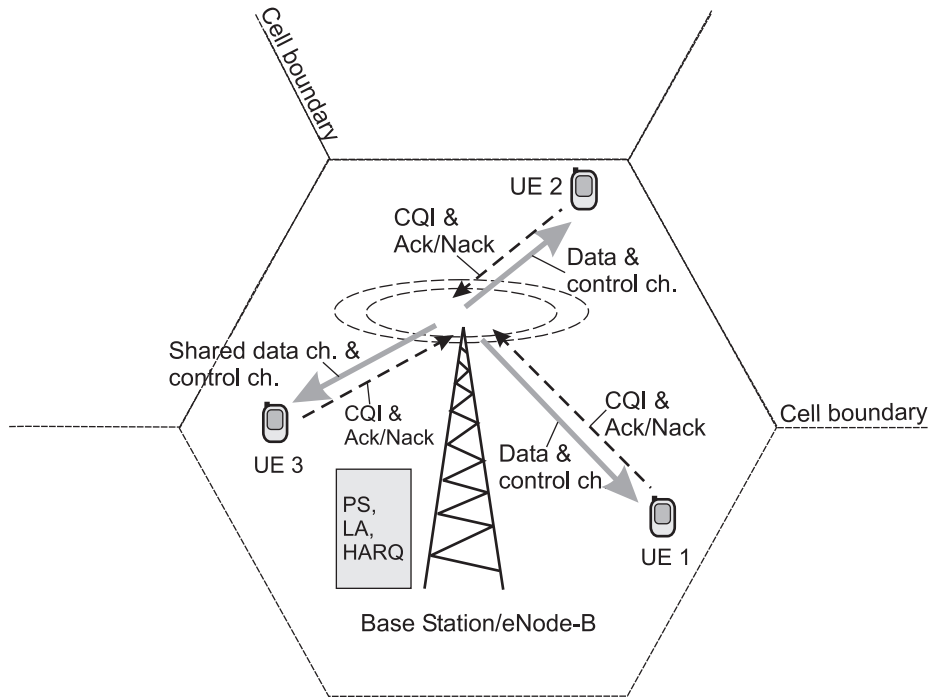 Cell boundary
UE 2
CQI &
Ack/Nack
Data &
control ch.
Shared data ch. &
control ch.
CQI &
Ack/Nack
UE 3
CQI &
Ack/Nack
Cell boundary
Data &
control ch.
UE 1
PS,
LA,
HARQ
Base Station/eNode-B